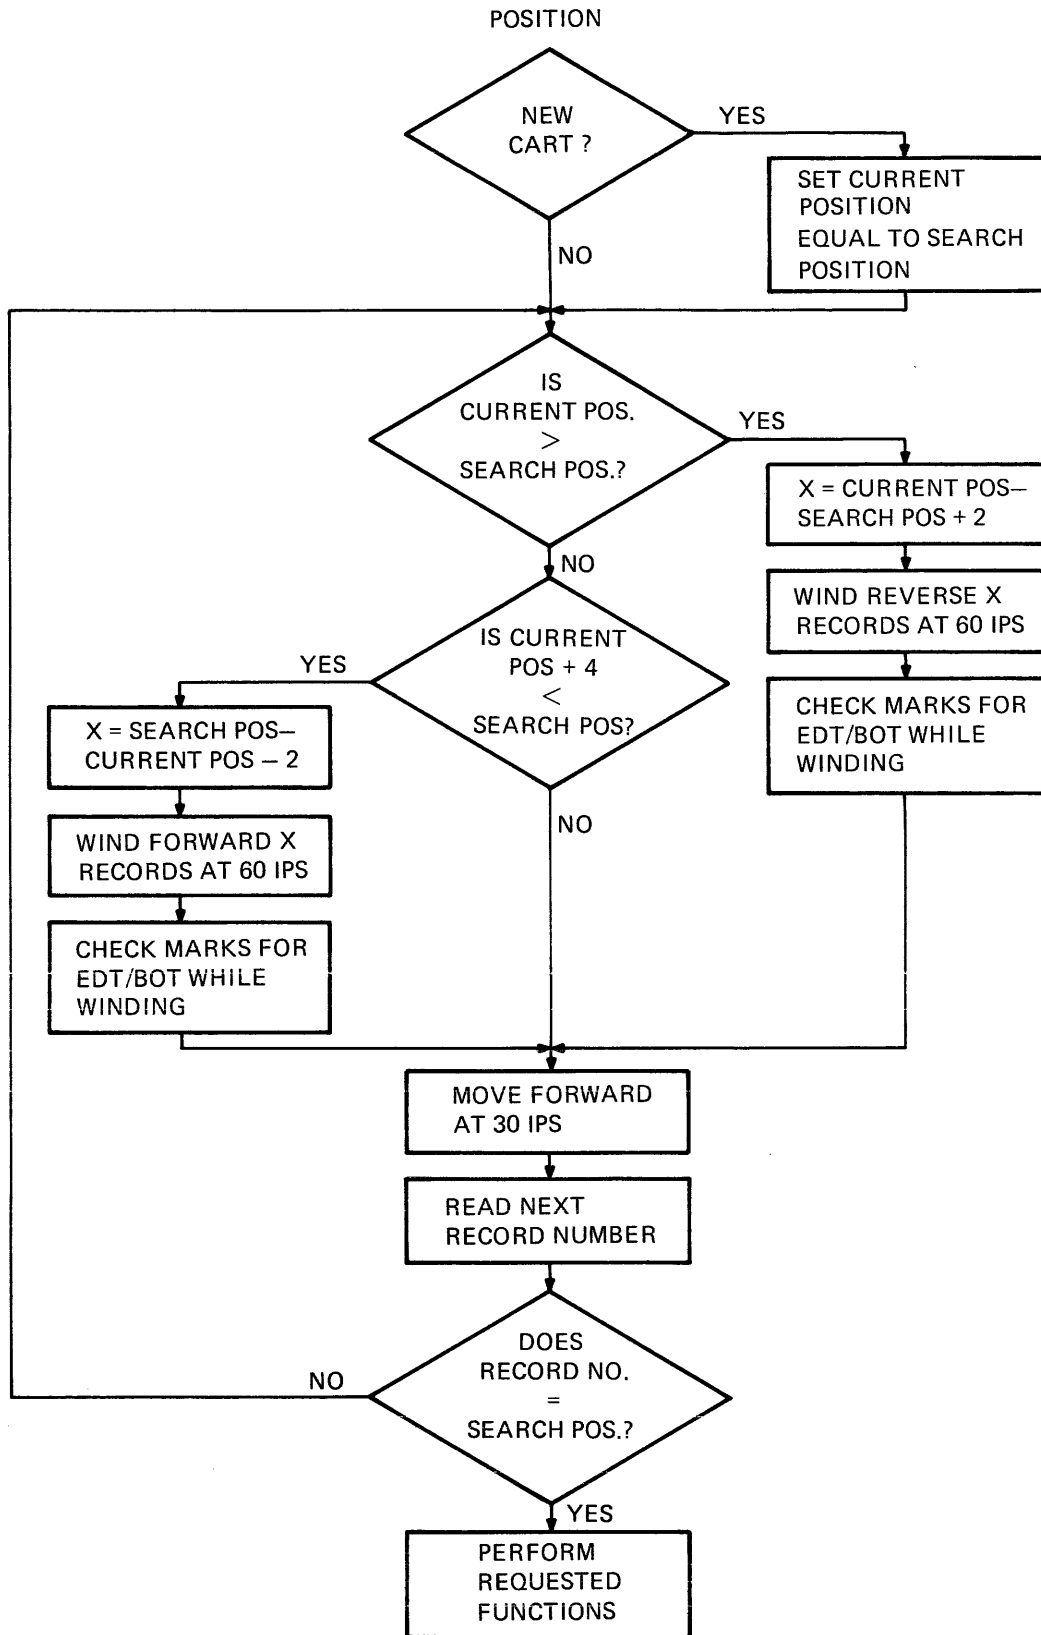 POSITION
NEW
CART ?
YES
SET CURRENT
POSITION
EQUAL TO SEARCH
POSITION
NO
IS
CURRENT POS.
>
SEARCH POS.?
YES
X = CURRENT POS—
SEARCH POS + 2
NO
WIND REVERSE X
RECORDS AT 60 IPS
IS CURRENT
POS + 4
<
SEARCH POS?
YES
CHECK MARKS FOR
EDT/BOT WHILE
WINDING
X = SEARCH POS—
CURRENT POS — 2
NO
WIND FORWARD X
RECORDS AT 60 IPS
CHECK MARKS FOR
EDT/BOT WHILE
WINDING
MOVE FORWARD
AT 30 IPS
READ NEXT
RECORD NUMBER
DOES
RECORD NO.
=
SEARCH POS.?
NO
YES
PERFORM
REQUESTED
FUNCTIONS